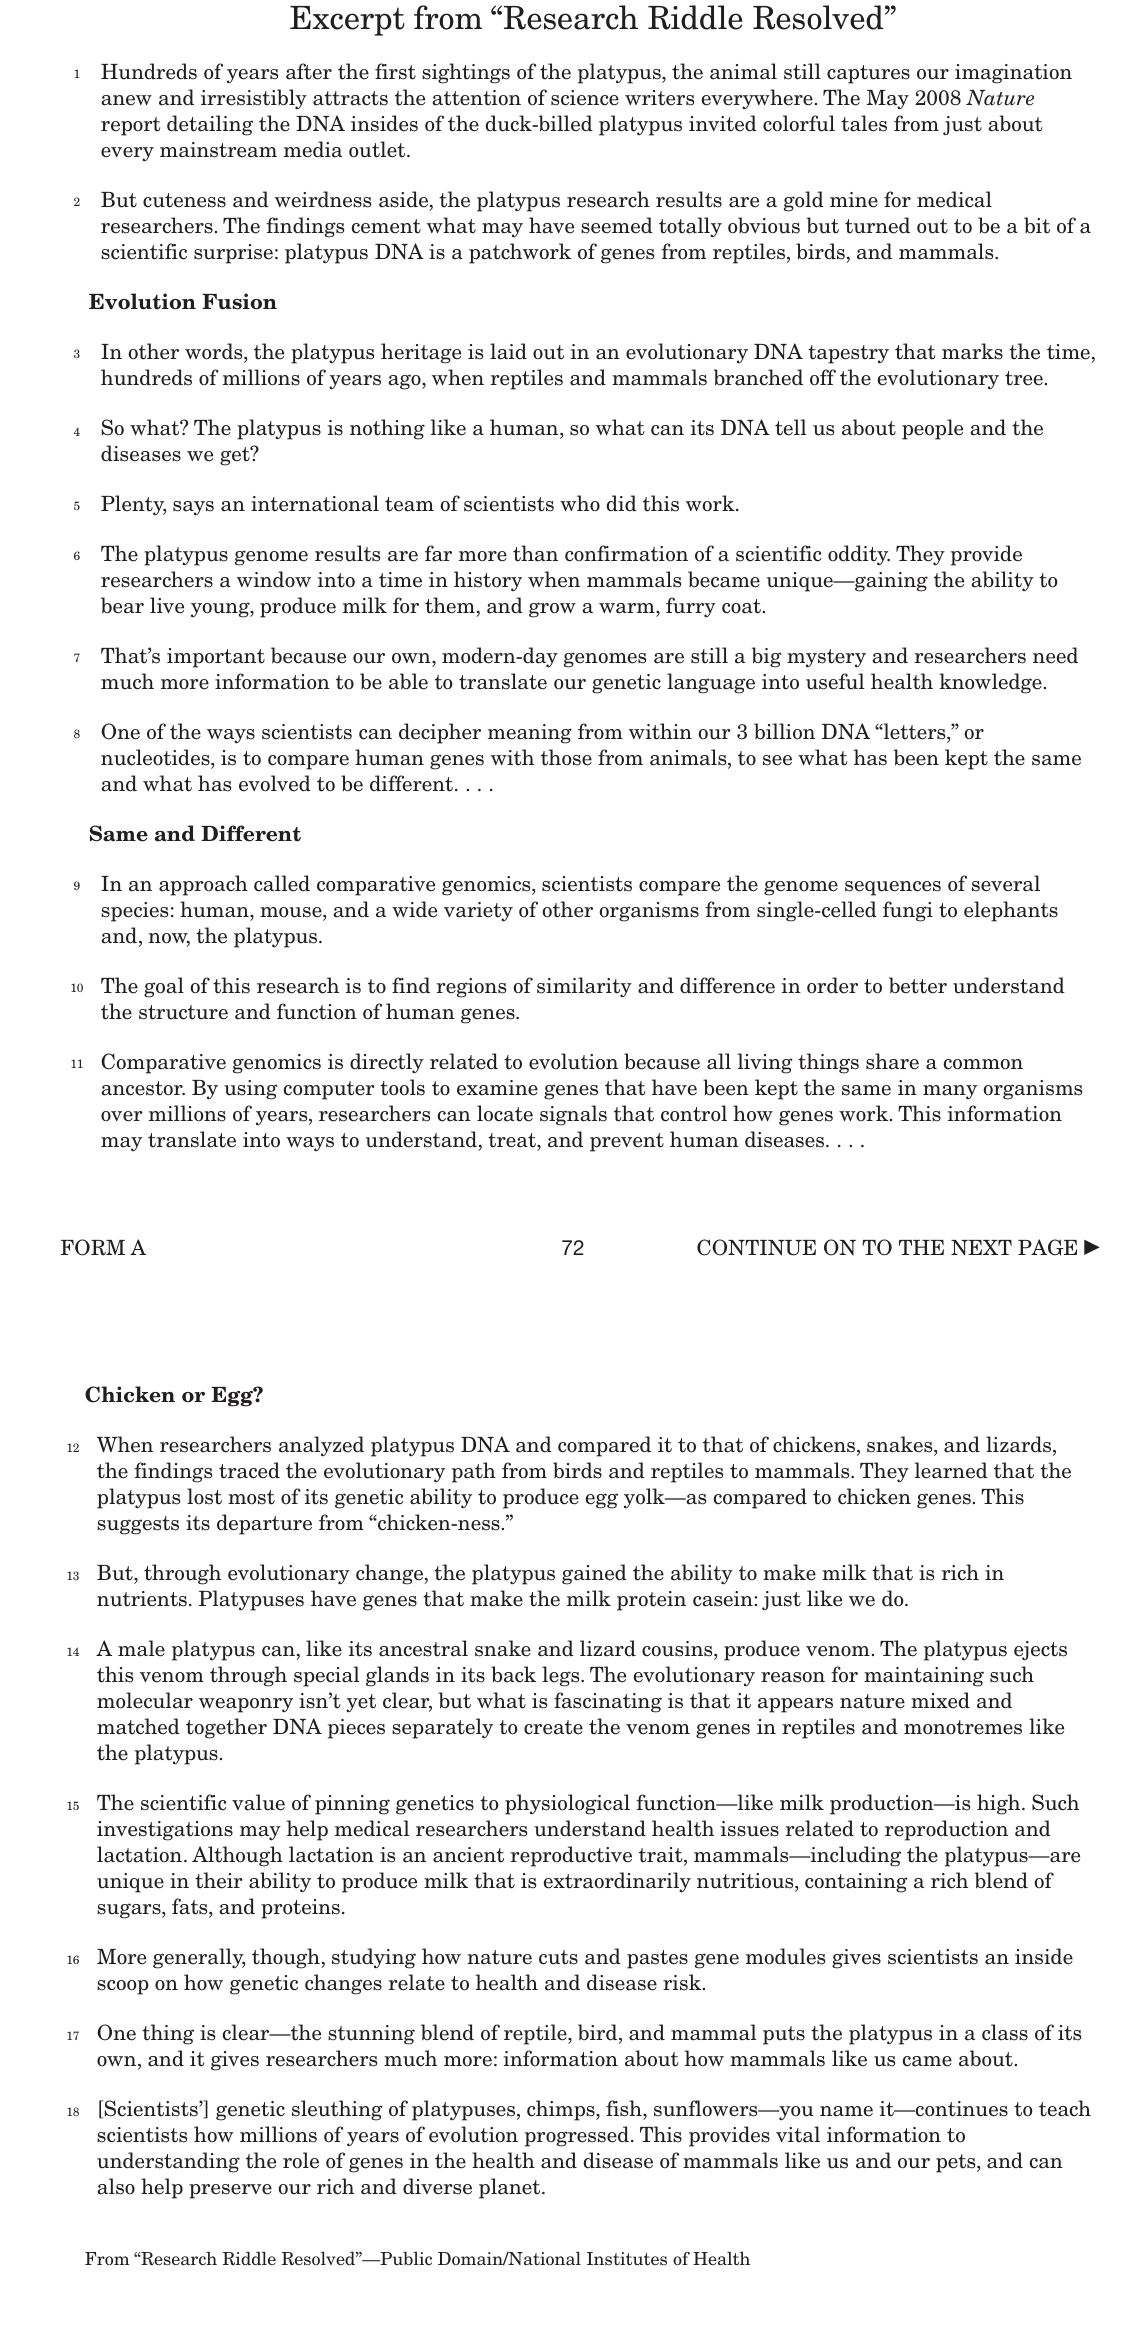 Excerpt from “Research Riddle Resolved”
1 Hundreds of years after the first sightings of the platypus, the animal still captures our imagination
anew and irresistibly attracts the attention of science writers everywhere. The May 2008 Nature
report detailing the DNA insides of the duck-billed platypus invited colorful tales from just about
every mainstream media outlet.
2 But cuteness and weirdness aside, the platypus research results are a gold mine for medical
researchers. The findings cement what may have seemed totally obvious but turned out to be a bit of a
scientific surprise: platypus DNA is a patchwork of genes from reptiles, birds, and mammals.
Evolution Fusion
3 In other words, the platypus heritage is laid out in an evolutionary DNA tapestry that marks the time,
hundreds of millions of years ago, when reptiles and mammals branched off the evolutionary tree.
4 So what? The platypus is nothing like a human, so what can its DNA tell us about people and the
diseases we get?
5 Plenty, says an international team of scientists who did this work.
6 The platypus genome results are far more than confirmation of a scientific oddity. They provide
researchers a window into a time in history when mammals became unique—gaining the ability to
bear live young, produce milk for them, and grow a warm, furry coat.
7 That’s important because our own, modern-day genomes are still a big mystery and researchers need
much more information to be able to translate our genetic language into useful health knowledge.
8 One of the ways scientists can decipher meaning from within our 3 billion DNA “letters,” or
nucleotides, is to compare human genes with those from animals, to see what has been kept the same
and what has evolved to be different. . . .
Same and Different
9 In an approach called comparative genomics, scientists compare the genome sequences of several
species: human, mouse, and a wide variety of other organisms from single-celled fungi to elephants
and, now, the platypus.
10 The goal of this research is to find regions of similarity and difference in order to better understand
the structure and function of human genes.
11 Comparative genomics is directly related to evolution because all living things share a common
ancestor. By using computer tools to examine genes that have been kept the same in many organisms
over millions of years, researchers can locate signals that control how genes work. This information
may translate into ways to understand, treat, and prevent human diseases. . . .
FORM A 72 CONTINUE ON TO THE NEXT PAGE ►
Chicken or Egg?
12 When researchers analyzed platypus DNA and compared it to that of chickens, snakes, and lizards,
the findings traced the evolutionary path from birds and reptiles to mammals. They learned that the
platypus lost most of its genetic ability to produce egg yolk—as compared to chicken genes. This
suggests its departure from “chicken-ness.”
13 But, through evolutionary change, the platypus gained the ability to make milk that is rich in
nutrients. Platypuses have genes that make the milk protein casein: just like we do.
14 A male platypus can, like its ancestral snake and lizard cousins, produce venom. The platypus ejects
this venom through special glands in its back legs. The evolutionary reason for maintaining such
molecular weaponry isn’t yet clear, but what is fascinating is that it appears nature mixed and
matched together DNA pieces separately to create the venom genes in reptiles and monotremes like
the platypus.
15 The scientific value of pinning genetics to physiological function—like milk production—is high. Such
investigations may help medical researchers understand health issues related to reproduction and
lactation. Although lactation is an ancient reproductive trait, mammals—including the platypus—are
unique in their ability to produce milk that is extraordinarily nutritious, containing a rich blend of
sugars, fats, and proteins.
16 More generally, though, studying how nature cuts and pastes gene modules gives scientists an inside
scoop on how genetic changes relate to health and disease risk.
17 One thing is clear—the stunning blend of reptile, bird, and mammal puts the platypus in a class of its
own, and it gives researchers much more: information about how mammals like us came about.
18 [Scientists’] genetic sleuthing of platypuses, chimps, fish, sunflowers—you name it—continues to teach
scientists how millions of years of evolution progressed. This provides vital information to
understanding the role of genes in the health and disease of mammals like us and our pets, and can
also help preserve our rich and diverse planet.
From “Research Riddle Resolved”—Public Domain/National Institutes of Health